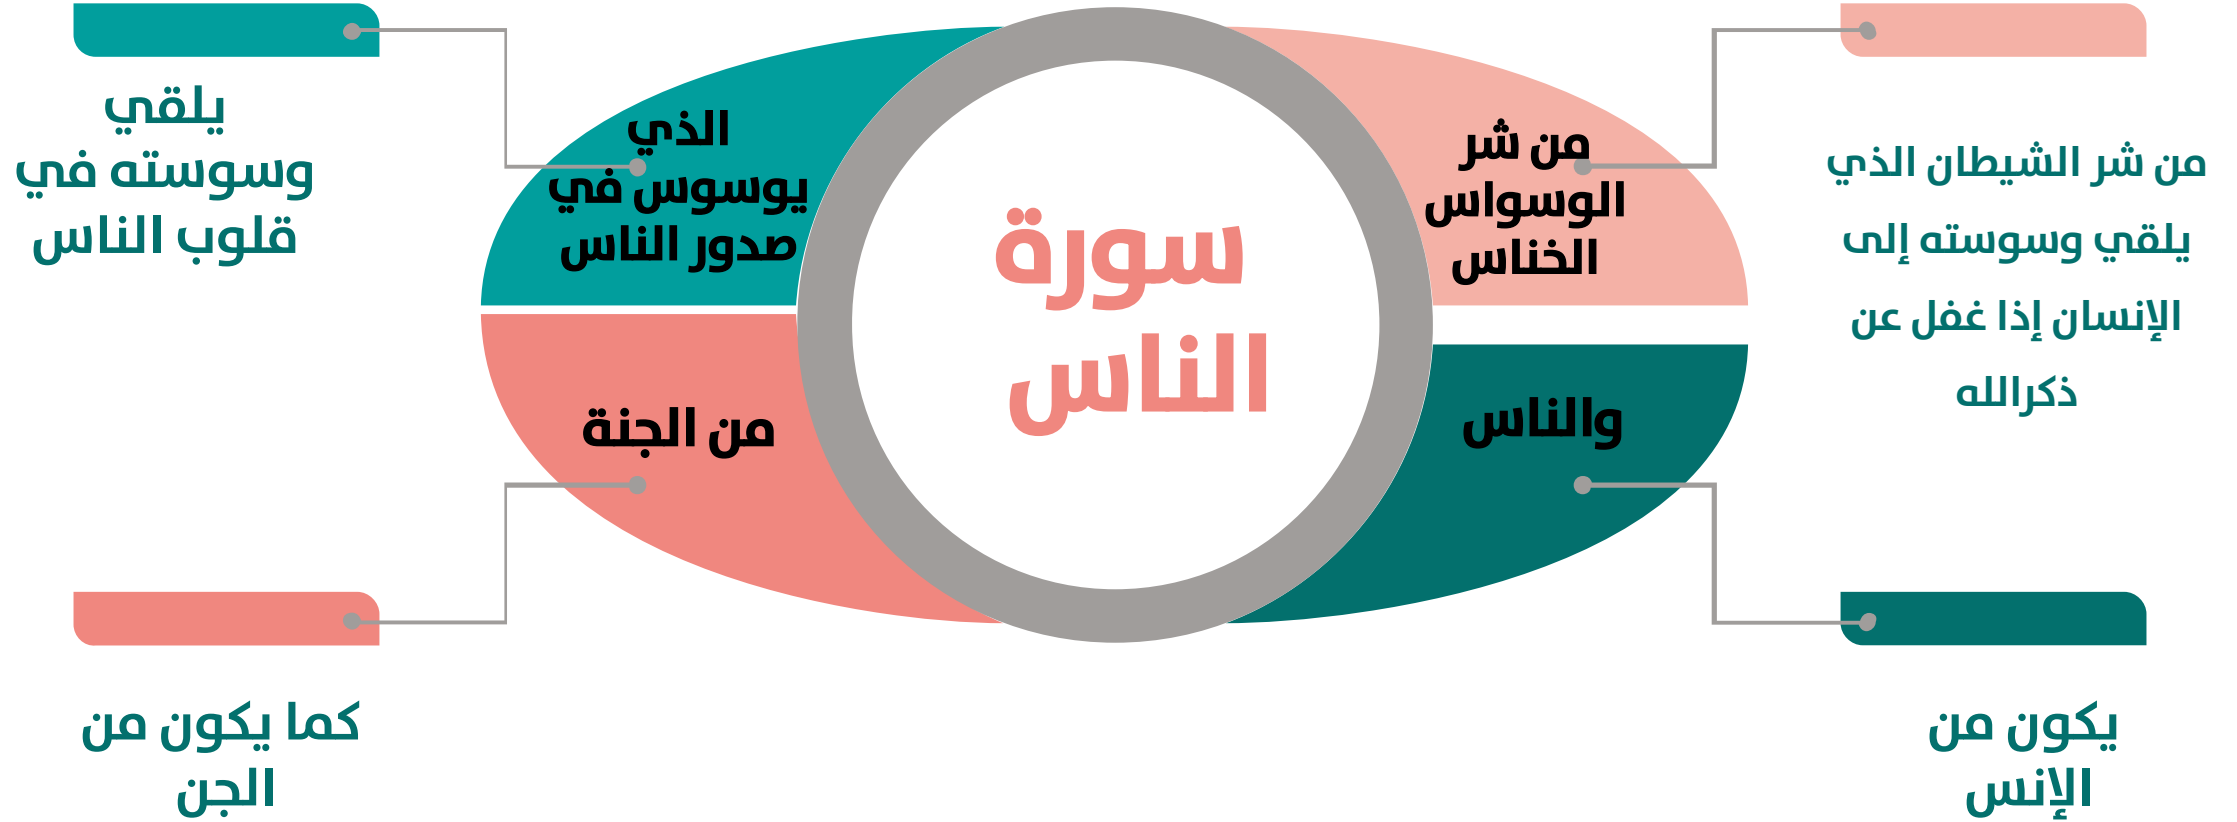 سورة
الناس
من شر
الوسواس
الخناس
من شر الشيطان الذي
يلقي وسوسته إلى
الإنسان إذا غفل عن
ذكرالله
الذي
يوسوس في
صدور الناس
يلقي
وسوسته في
قلوب الناس
من الجنة
كما يكون من
الجن
والناس
يكون من
الإنس